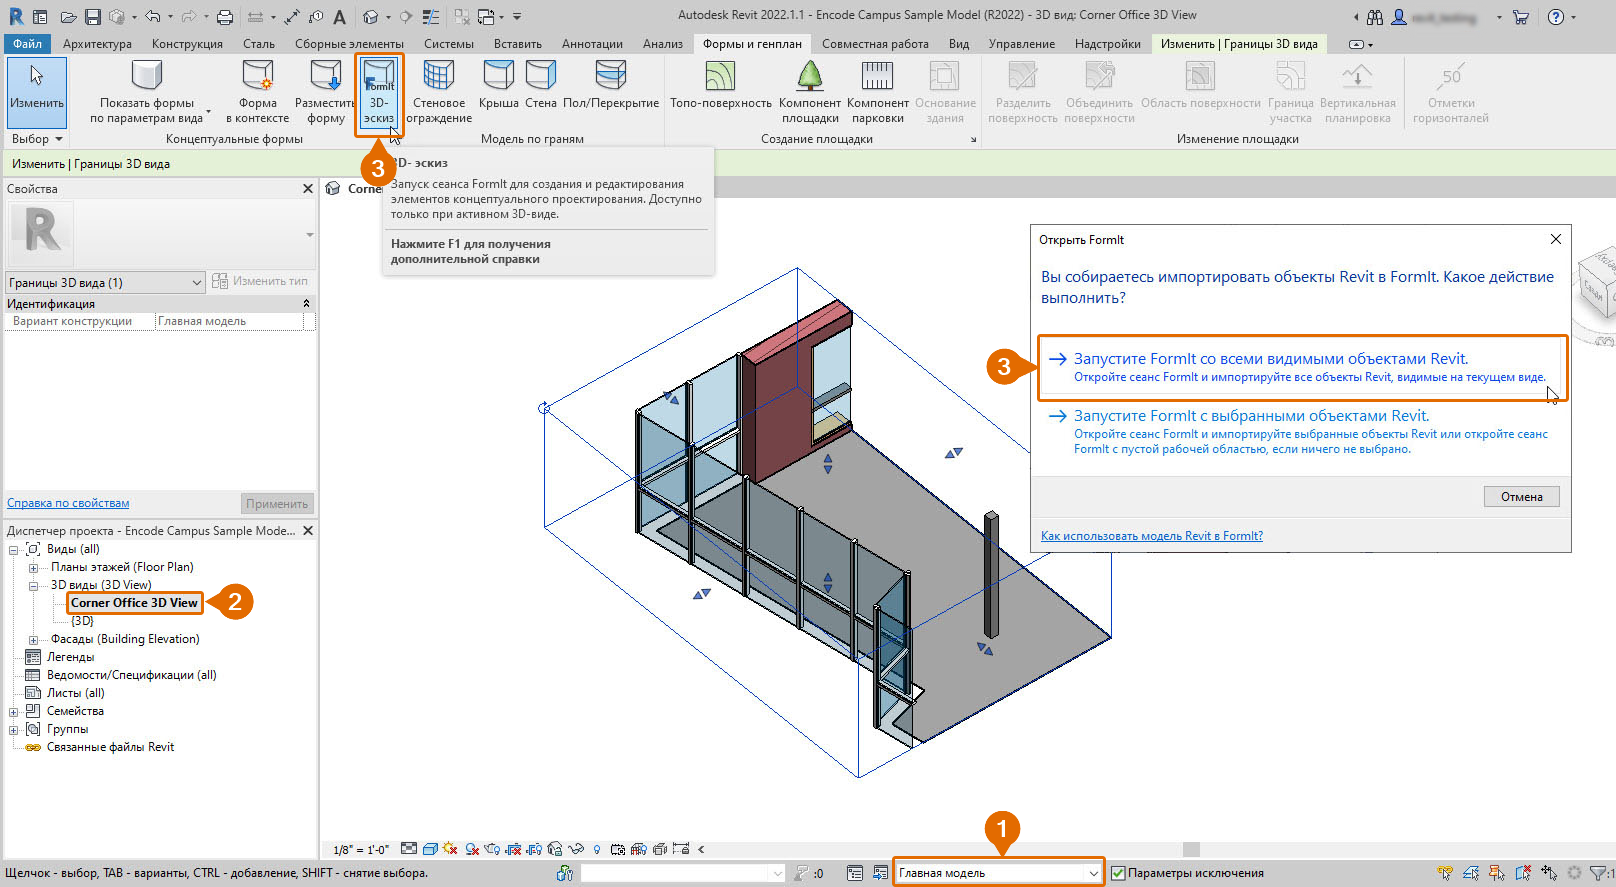 Autodesk Revit 2022.1.1 - Encode Campus Sample Model (R2022) - 3D вид: Corner Office 3D View
Файл Архитектура Конструкция Сталь Сборные элементы Системы Вставить Аннотации Анализ Формы и генплан Совместная работа Вид Управление Надстройки Изменить | Границы 3D вида
Изменить
Показать формы
по параметрам вида
Форма
в контексте
Разместить
форму
FormIt
3D-
эскиз
Стеновое
ограждение
Крыша
Стена
Пол/Перекрытие
Топо-поверхность
Компонент
площадки
Компонент
парковки
Основание
здания
Разделить
поверхность
Объединить
поверхности
Область поверхности
Граница
участка
Вертикальная
планировка
50
Отметки
горизонталей
Выбор
Концептуальные формы
Модель по граням
Создание площадки
Изменение площадки
Изменить | Границы 3D вида
3
3D- эскиз
Запуск сеанса FormIt для создания и редактирования
элементов концептуального проектирования. Доступно
только при активном 3D-виде.
Нажмите F1 для получения
дополнительной справки
Свойства
R
Границы 3D вида (1)
Изменить тип
Идентификация
Вариант конструкции Главная модель
Справка по свойствам
Применить
Диспетчер проекта - Encode Campus Sample Mode...
Виды (all)
Планы этажей (Floor Plan)
3D виды (3D View)
Corner Office 3D View
2
{3D}
Фасады (Building Elevation)
Легенды
Ведомости/Спецификации (all)
Листы (all)
Семейства
Группы
Связанные файлы Revit
Corne
Открыть FormIt
Вы собираетесь импортировать объекты Revit в FormIt. Какое действие
выполнить?
3
Запустите FormIt со всеми видимыми объектами Revit.
Откройте сеанс FormIt и импортируйте все объекты Revit, видимые на текущем виде.
Запустите FormIt с выбранными объектами Revit.
Откройте сеанс FormIt и импортируйте выбранные объекты Revit или откройте сеанс
FormIt с пустой рабочей областью, если ничего не выбрано.
Отмена
Как использовать модель Revit в FormIt?
1
1/8" = 1'-0"
Щелчок - выбор, TAB - варианты, CTRL - добавление, SHIFT - снятие выбора.
:0
Главная модель
Параметры исключения
:1